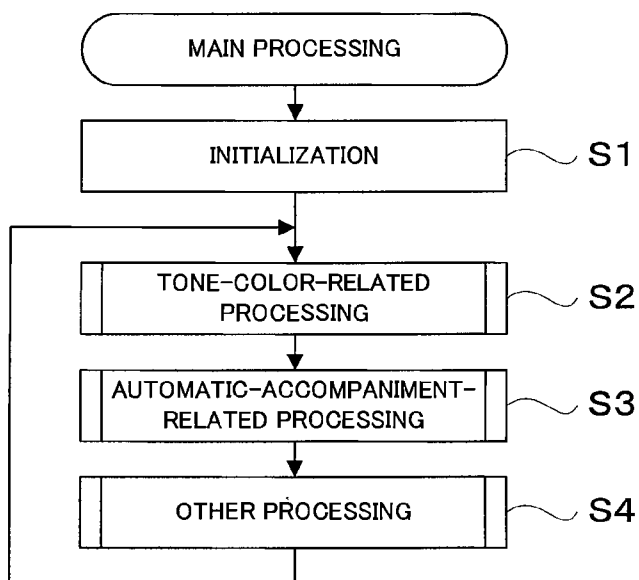 MAIN PROCESSING
INITIALIZATION
S1
TONE-COLOR-RELATED
PROCESSING
S2
AUTOMATIC-ACCOMPANIMENT-
RELATED PROCESSING
S3
OTHER PROCESSING
S4